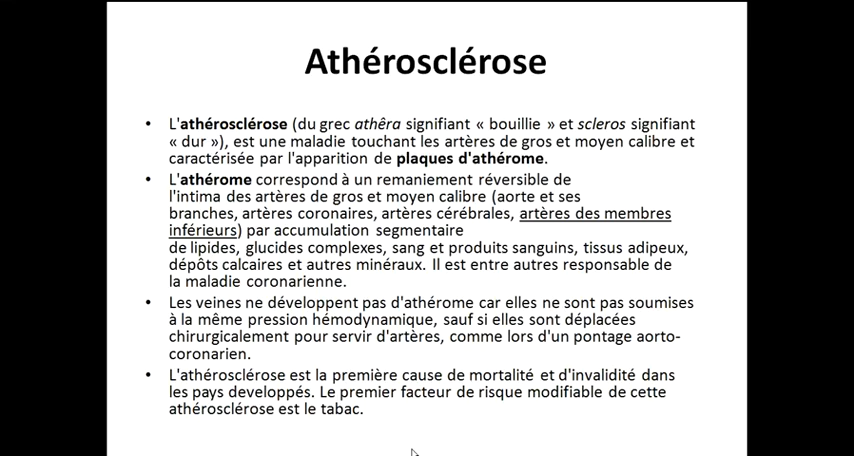 Athérosclérose
• L'athérosclérose (du grec athêra signifiant « bouillie » et scleros signifiant
« dur »), est une maladie touchant les artères de gros et moyen calibre et
caractérisée par l'apparition de plaques d'athérome.
• L'athérome correspond à un remaniement réversible de
l'intima des artères de gros et moyen calibre (aorte et ses
branches, artères coronaires, artères cérébrales, artères des membres
inférieurs) par accumulation segmentaire
de lipides, glucides complexes, sang et produits sanguins, tissus adipeux,
dépôts calcaires et autres minéraux. Il est entre autres responsable de
la maladie coronarienne.
• Les veines ne développent pas d'athérome car elles ne sont pas soumises
à la même pression hémodynamique, sauf si elles sont déplacées
chirurgicalement pour servir d'artères, comme lors d'un pontage aorto-
coronarien.
• L'athérosclérose est la première cause de mortalité et d'invalidité dans
les pays developpés. Le premier facteur de risque modifiable de cette
athérosclérose est le tabac.